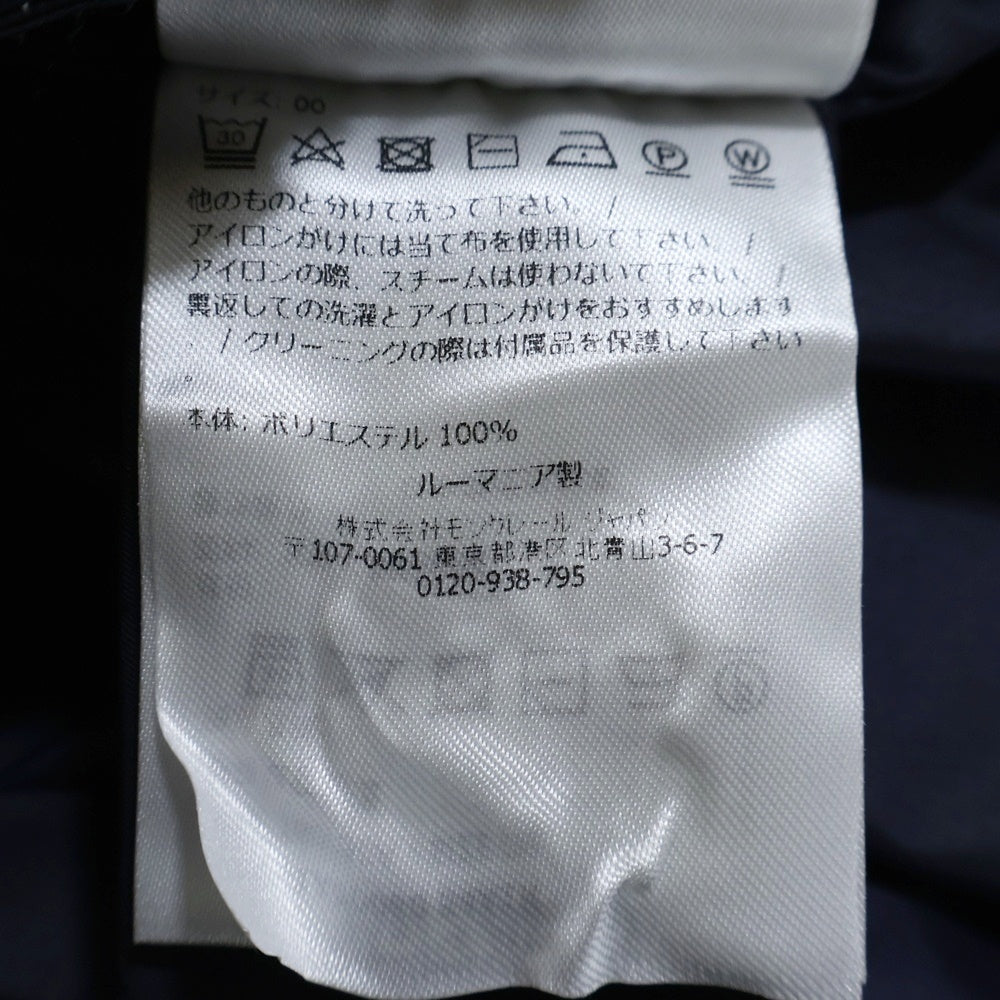 サイズ: 00
30
P W
他のものと分けて洗って下さい。 /
アイロンがけには当て布を使用して下さい。 /
アイロンの際、スチームは使わないで下さい。 /
裏返しての洗濯とアイロンがけをおすすめします
。 / クリーニングの際は付属品を保護して下さい
。
本体: ポリエステル 100%
ルーマニア製
株式会社モンクレール ジャパン
〒107-0061 東京都港区北青山3-6-7
0120-938-795